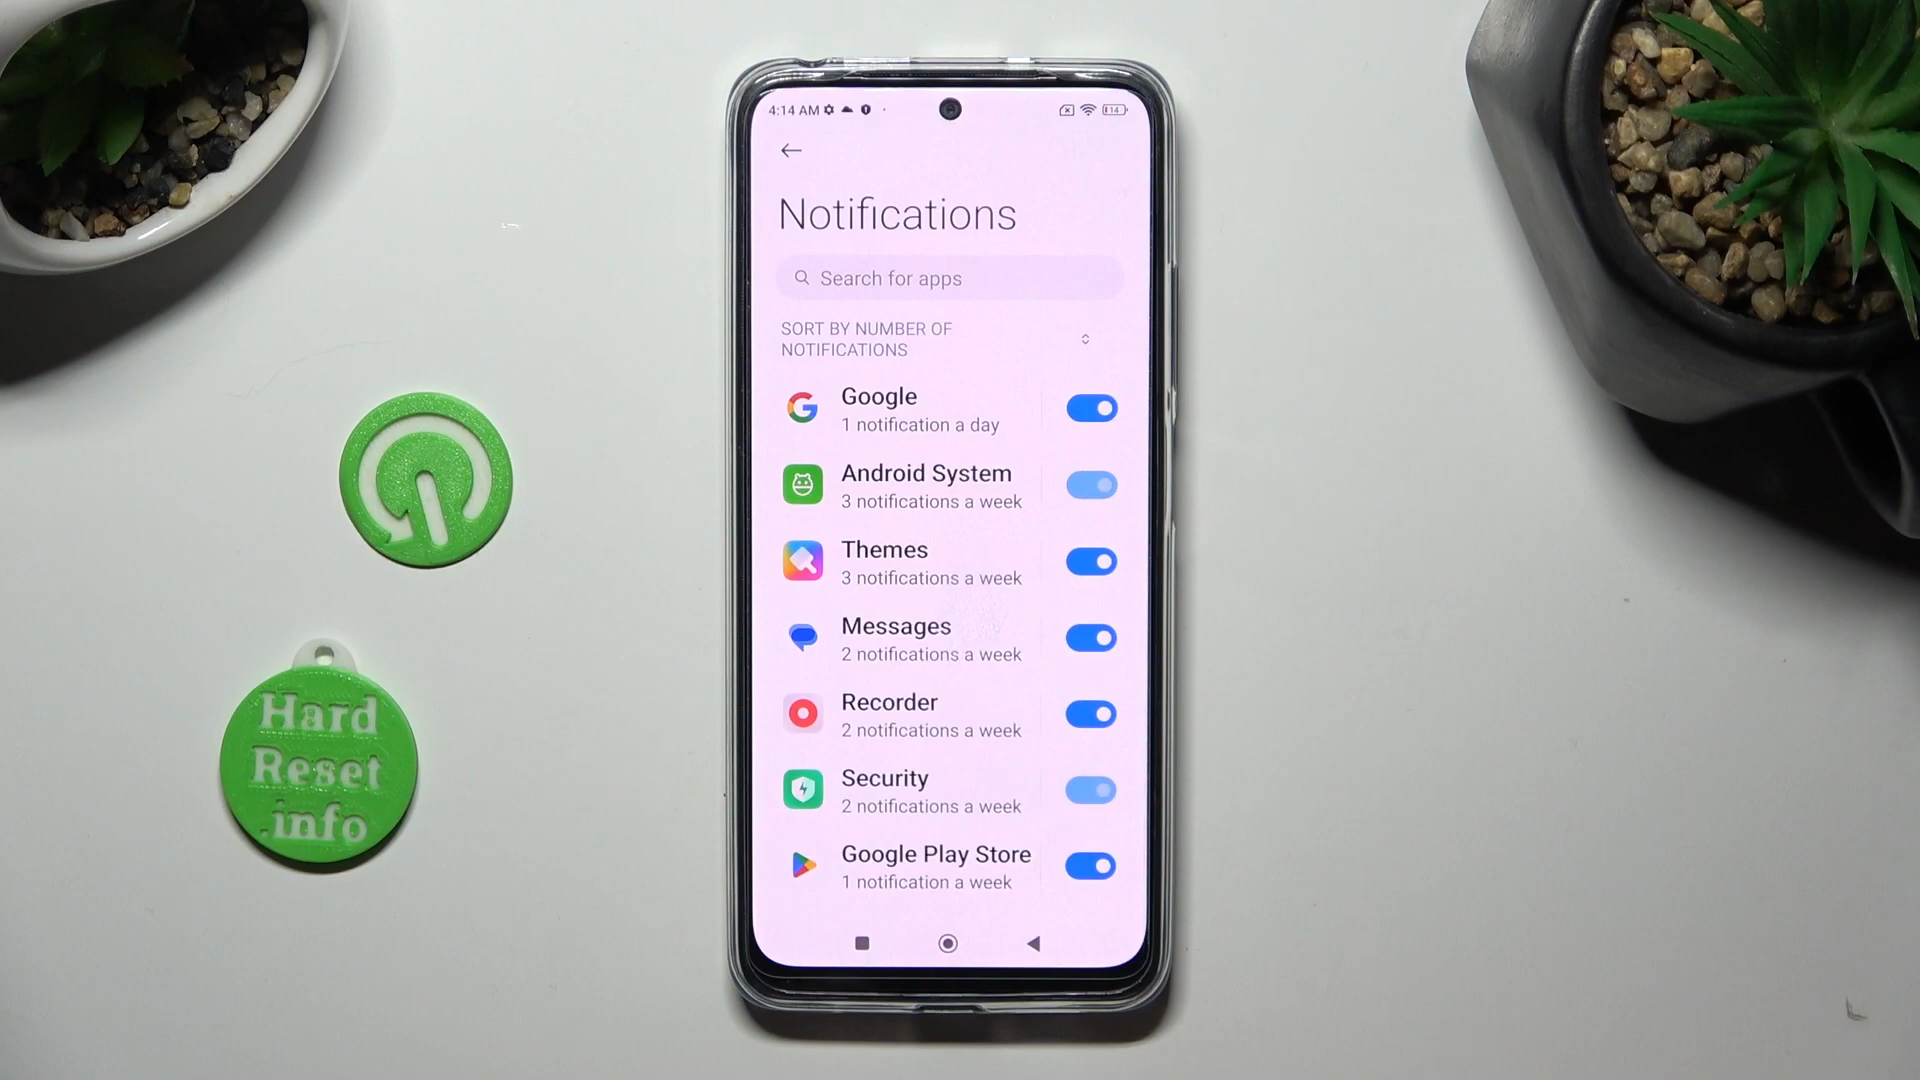 4:14 AM
14
Notifications
Search for apps
SORT BY NUMBER OF
NOTIFICATIONS
Google
1 notification a day
Android System
3 notifications a week
Themes
3 notifications a week
Messages
2 notifications a week
Recorder
2 notifications a week
Security
2 notifications a week
Google Play Store
1 notification a week
Hard
Reset
.info